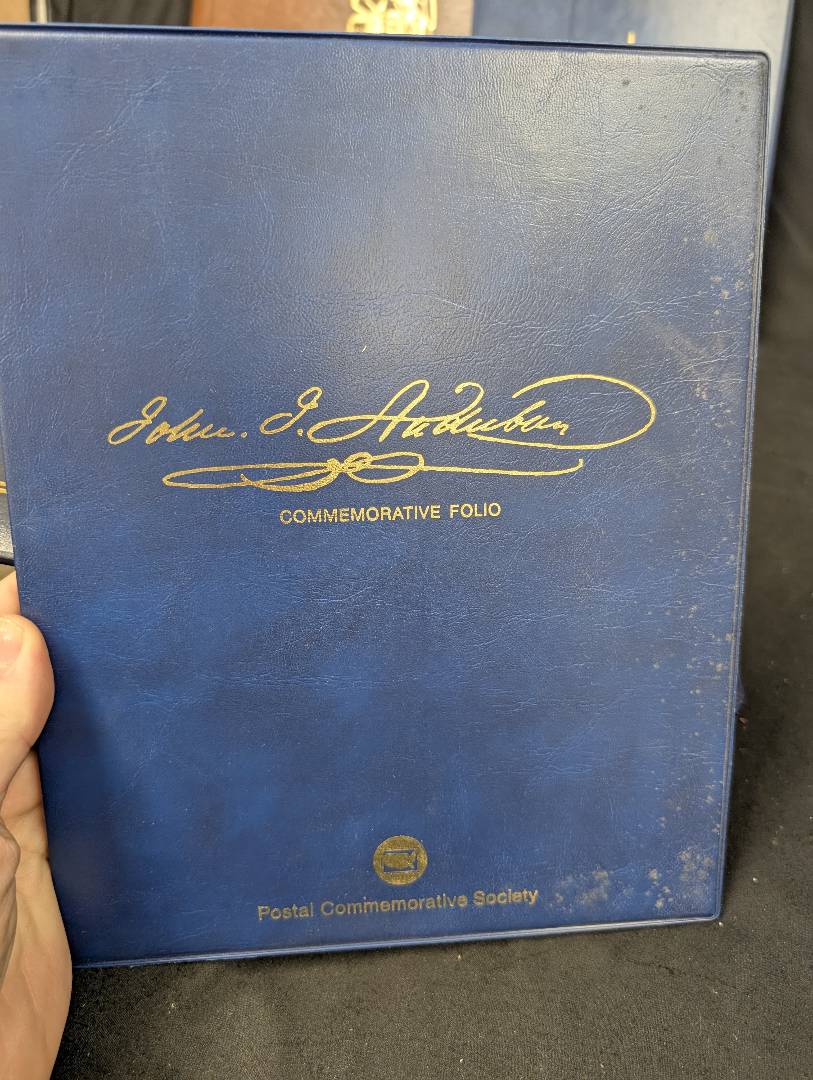 John. J. Audubon
COMMEMORATIVE FOLIO
Postal Commemorative Society